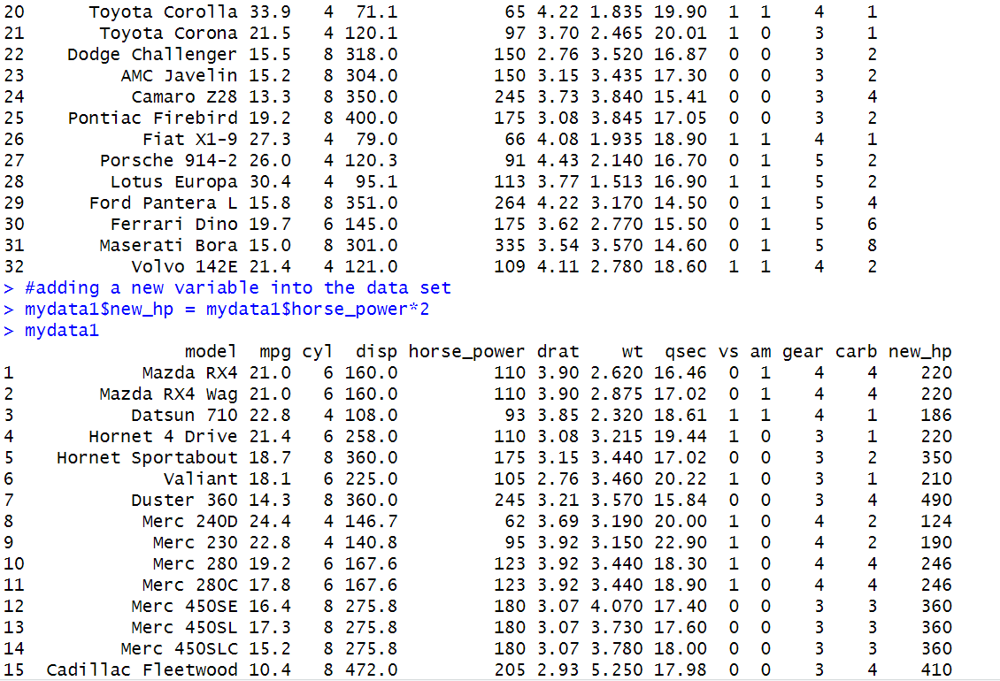 20      Toyota Corolla 33.9   4  71.1          65 4.22 1.835 19.90  1  1    4    1
21       Toyota Corona 21.5   4 120.1          97 3.70 2.465 20.01  1  0    3    1
22    Dodge Challenger 15.5   8 318.0         150 2.76 3.520 16.87  0  0    3    2
23         AMC Javelin 15.2   8 304.0         150 3.15 3.435 17.30  0  0    3    2
24          Camaro Z28 13.3   8 350.0         245 3.73 3.840 15.41  0  0    3    4
25    Pontiac Firebird 19.2   8 400.0         175 3.08 3.845 17.05  0  0    3    2
26           Fiat X1-9 27.3   4  79.0          66 4.08 1.935 18.90  1  1    4    1
27       Porsche 914-2 26.0   4 120.3          91 4.43 2.140 16.70  0  1    5    2
28        Lotus Europa 30.4   4  95.1         113 3.77 1.513 16.90  1  1    5    2
29      Ford Pantera L 15.8   8 351.0         264 4.22 3.170 14.50  0  1    5    4
30        Ferrari Dino 19.7   6 145.0         175 3.62 2.770 15.50  0  1    5    6
31       Maserati Bora 15.0   8 301.0         335 3.54 3.570 14.60  0  1    5    8
32          Volvo 142E 21.4   4 121.0         109 4.11 2.780 18.60  1  1    4    2
> #adding a new variable into the data set
> mydata1$new_hp = mydata1$horse_power*2
> mydata1
                 model  mpg cyl  disp horse_power drat    wt  qsec vs am gear carb new_hp
1            Mazda RX4 21.0   6 160.0         110 3.90 2.620 16.46  0  1    4    4    220
2        Mazda RX4 Wag 21.0   6 160.0         110 3.90 2.875 17.02  0  1    4    4    220
3           Datsun 710 22.8   4 108.0          93 3.85 2.320 18.61  1  1    4    1    186
4       Hornet 4 Drive 21.4   6 258.0         110 3.08 3.215 19.44  1  0    3    1    220
5    Hornet Sportabout 18.7   8 360.0         175 3.15 3.440 17.02  0  0    3    2    350
6              Valiant 18.1   6 225.0         105 2.76 3.460 20.22  1  0    3    1    210
7           Duster 360 14.3   8 360.0         245 3.21 3.570 15.84  0  0    3    4    490
8            Merc 240D 24.4   4 146.7          62 3.69 3.190 20.00  1  0    4    2    124
9             Merc 230 22.8   4 140.8          95 3.92 3.150 22.90  1  0    4    2    190
10            Merc 280 19.2   6 167.6         123 3.92 3.440 18.30  1  0    4    4    246
11           Merc 280C 17.8   6 167.6         123 3.92 3.440 18.90  1  0    4    4    246
12          Merc 450SE 16.4   8 275.8         180 3.07 4.070 17.40  0  0    3    3    360
13          Merc 450SL 17.3   8 275.8         180 3.07 3.730 17.60  0  0    3    3    360
14         Merc 450SLC 15.2   8 275.8         180 3.07 3.780 18.00  0  0    3    3    360
15  Cadillac Fleetwood 10.4   8 472.0         205 2.93 5.250 17.98  0  0    3    4    410